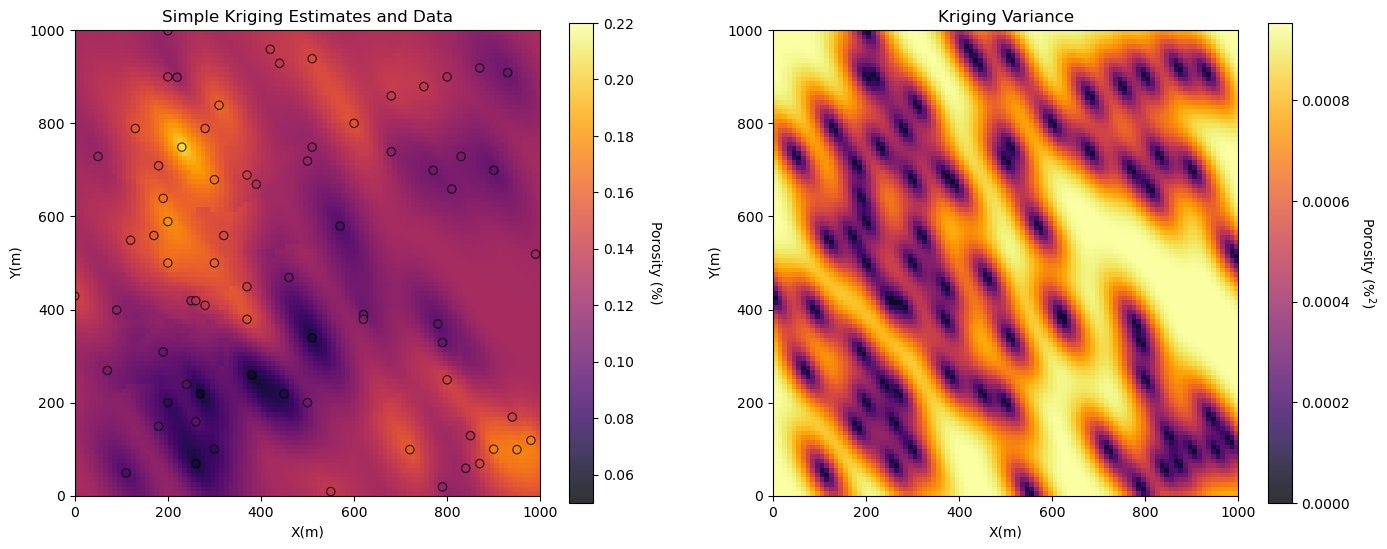 Simple Kriging Estimates and Data
1000
800
600
400
200
0
Y(m)
0 200 400 600 800 1000
X(m)
0.22
0.20
0.18
0.16
0.14
0.12
0.10
0.08
0.06
Porosity (%)
Kriging Variance
1000
800
600
400
200
0
Y(m)
0 200 400 600 800 1000
X(m)
0.0008
0.0006
0.0004
0.0002
0.0000
Porosity (%²)